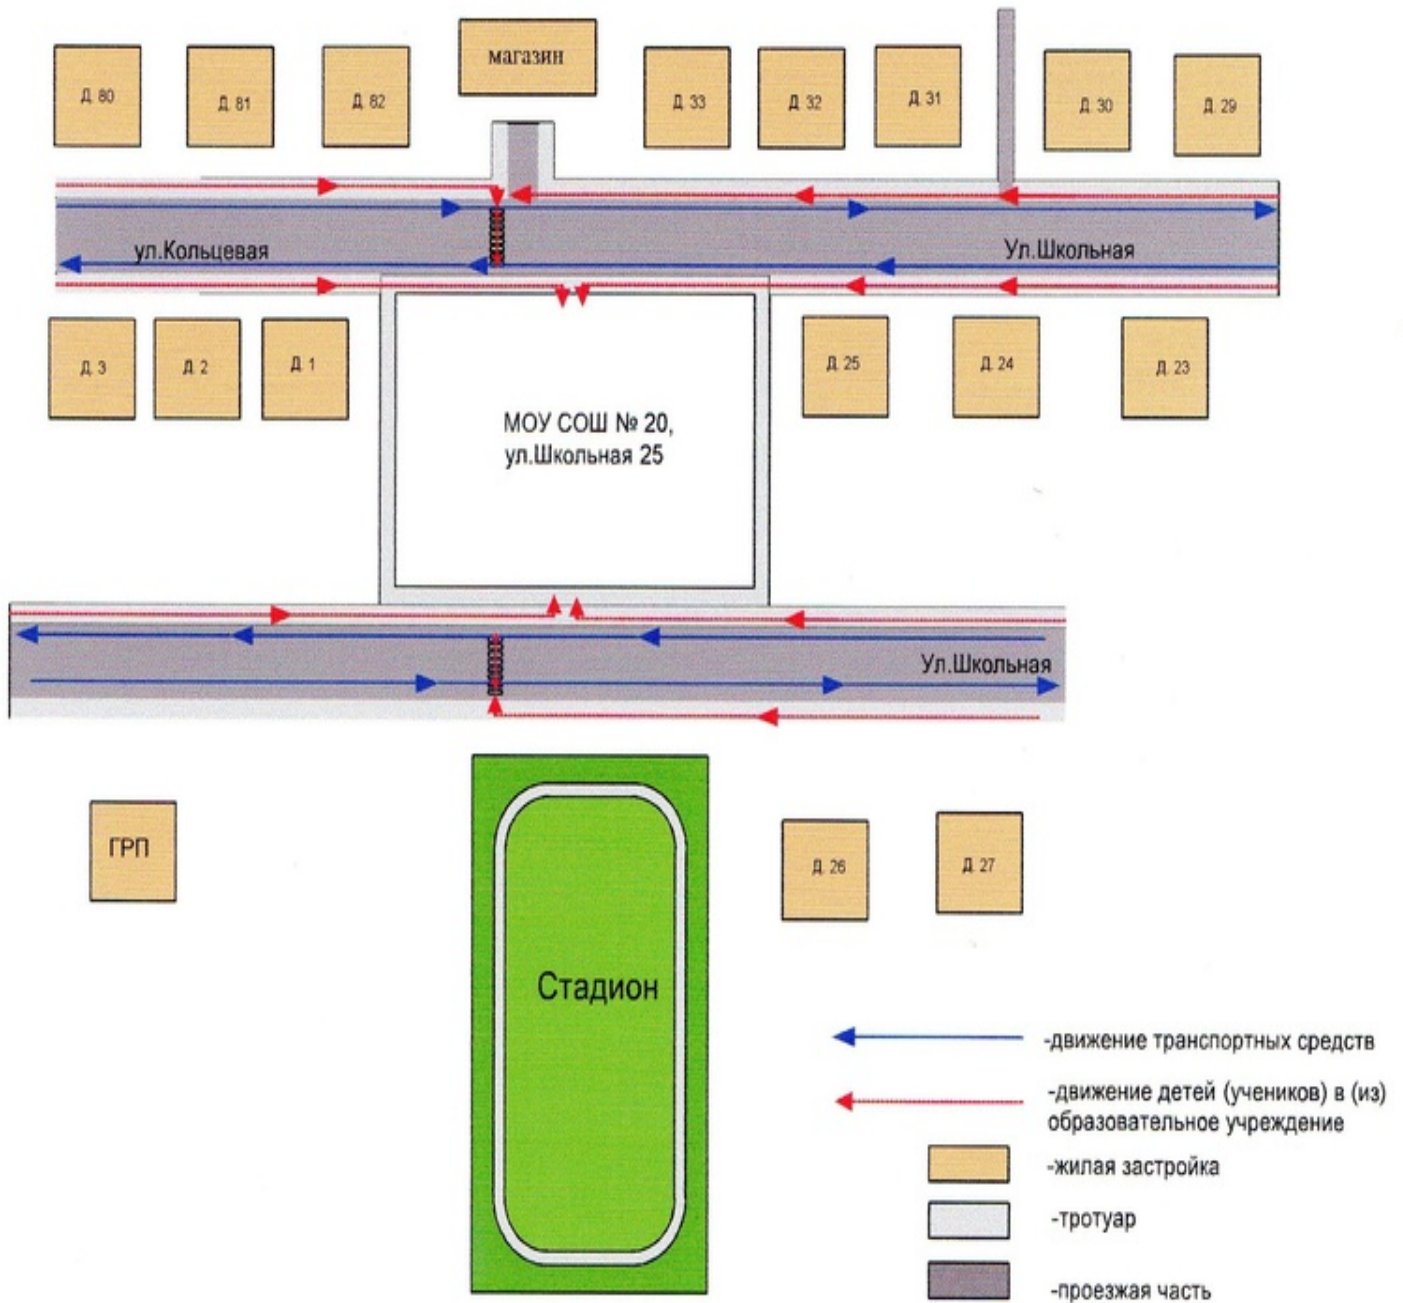 магазин
Д. 80
Д. 81
Д. 82
Д. 33
Д. 32
Д. 31
Д. 30
Д. 29
ул.Кольцевая
Ул.Школьная
Д. 3
Д. 2
Д. 1
Д. 25
Д. 24
Д. 23
МОУ СОШ № 20,
ул.Школьная 25
Ул.Школьная
ГРП
Д. 26
Д. 27
Стадион
-движение транспортных средств
-движение детей (учеников) в (из)
образовательное учреждение
-жилая застройка
-тротуар
-проезжая часть